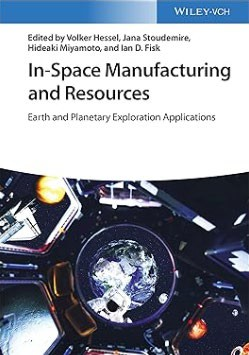 WILEY-VCH
Edited by Volker Hessel, Jana Stoudemire,
Hideaki Miyamoto, and Ian D. Fisk
In-Space Manufacturing
and Resources
Earth and Planetary Exploration Applications